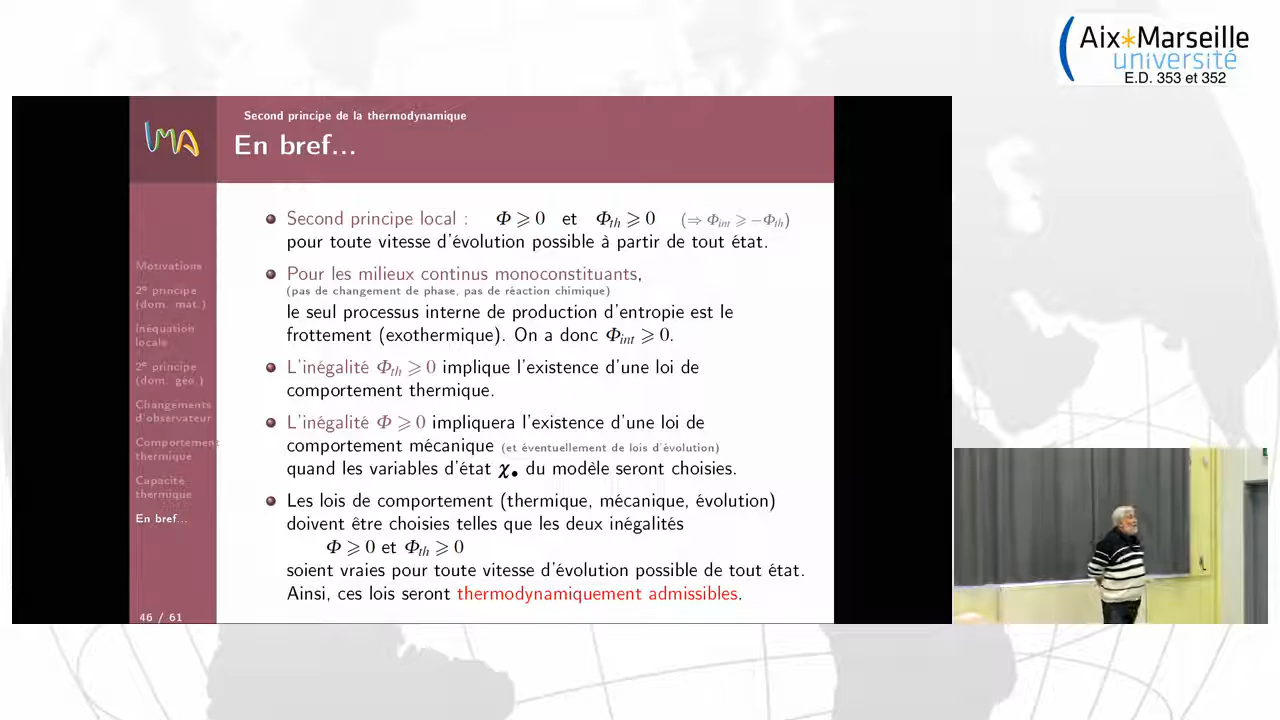 Aix*Marseille
université
E.D. 353 et 352
LMA
Second principe de la thermodynamique
En bref...
Second principe local : Φ ⩾ 0 et Φth ⩾ 0 (⇒ Φint ⩾ −Φth)
pour toute vitesse d'évolution possible à partir de tout état.
Pour les milieux continus monoconstituants,
(pas de changement de phase, pas de réaction chimique)
le seul processus interne de production d'entropie est le
frottement (exothermique). On a donc Φint ⩾ 0.
L'inégalité Φth ⩾ 0 implique l'existence d'une loi de
comportement thermique.
L'inégalité Φ ⩾ 0 impliquera l'existence d'une loi de
comportement mécanique (et éventuellement de lois d'évolution)
quand les variables d'état χ• du modèle seront choisies.
Les lois de comportement (thermique, mécanique, évolution)
doivent être choisies telles que les deux inégalités
Φ ⩾ 0 et Φth ⩾ 0
soient vraies pour toute vitesse d'évolution possible de tout état.
Ainsi, ces lois seront thermodynamiquement admissibles.
Motivations
2e principe
(dom. mat.)
Inéquation
locale
2e principe
(dom. géo.)
Changements
d'observateur
Comportement
thermique
Capacité
thermique
En bref...
46 / 61